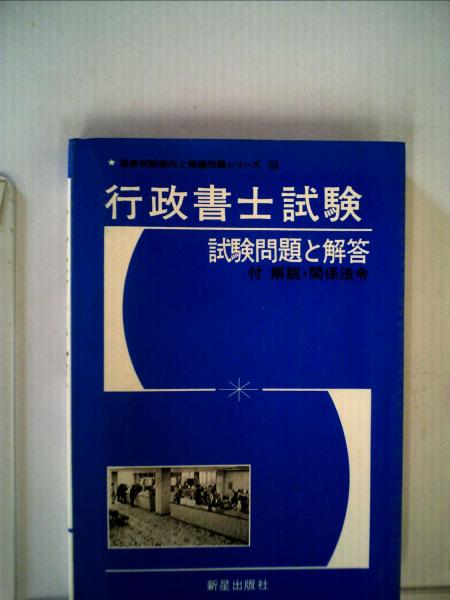 行政書士試験
試験問題と解答
付 解説・関係法令
新星出版社